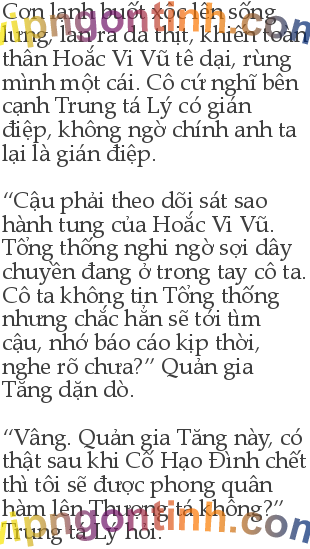 Cơn lạnh buốt xộc lên sống
lưng, lan ra da thịt, khiến toàn
thân Hoắc Vi Vũ tê dại, rùng
mình một cái. Cô cứ nghĩ bên
cạnh Trung tá Lý có gián
điệp, không ngờ chính anh ta
lại là gián điệp.
“Cậu phải theo dõi sát sao
hành tung của Hoắc Vi Vũ.
Tổng thống nghi ngờ sợi dây
chuyền đang ở trong tay cô ta.
Cô ta không tin Tổng thống
nhưng chắc hẳn sẽ tới tìm
cậu, nhớ báo cáo kịp thời,
nghe rõ chưa?” Quản gia
Tăng dặn dò.
“Vâng. Quản gia Tăng này, có
thật sau khi Cố Hạo Đình chết
thì tôi sẽ được phong quân
hàm lên Thượng tá không?”
Trung tá Lý hỏi.
vipngontinh.com
vipngontinh.com